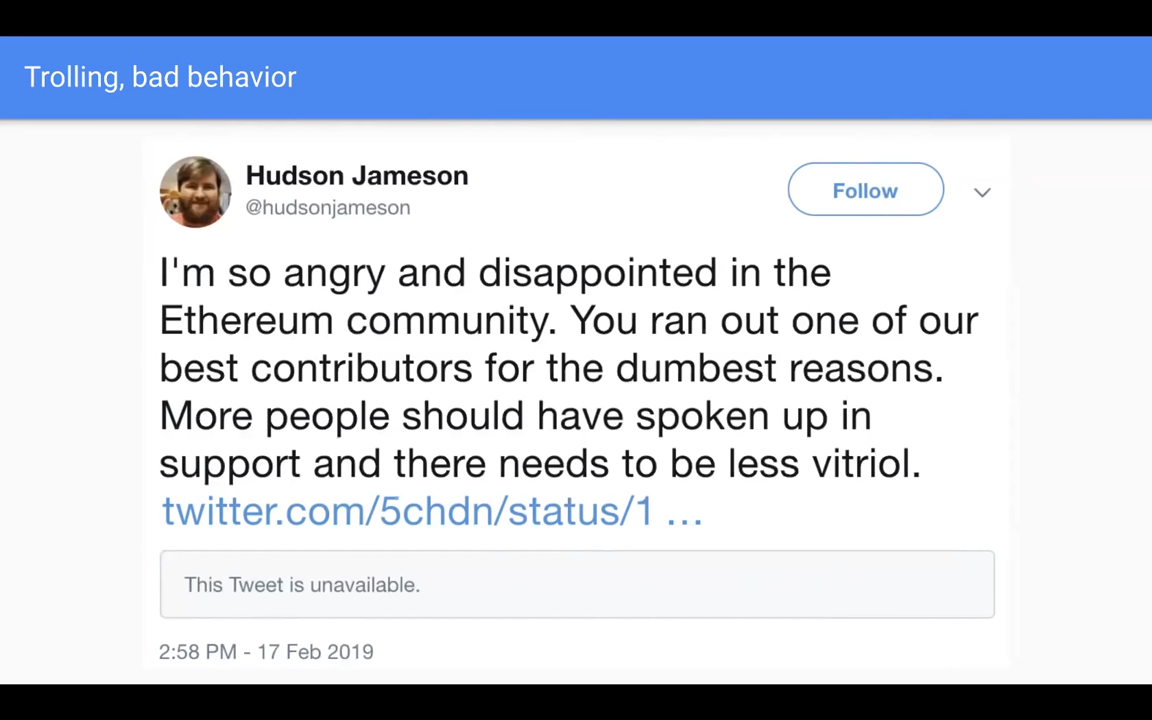 Trolling, bad behavior
Hudson Jameson
@hudsonjameson
Follow
I'm so angry and disappointed in the
Ethereum community. You ran out one of our
best contributors for the dumbest reasons.
More people should have spoken up in
support and there needs to be less vitriol.
twitter.com/5chdn/status/1 ...
This Tweet is unavailable.
2:58 PM - 17 Feb 2019